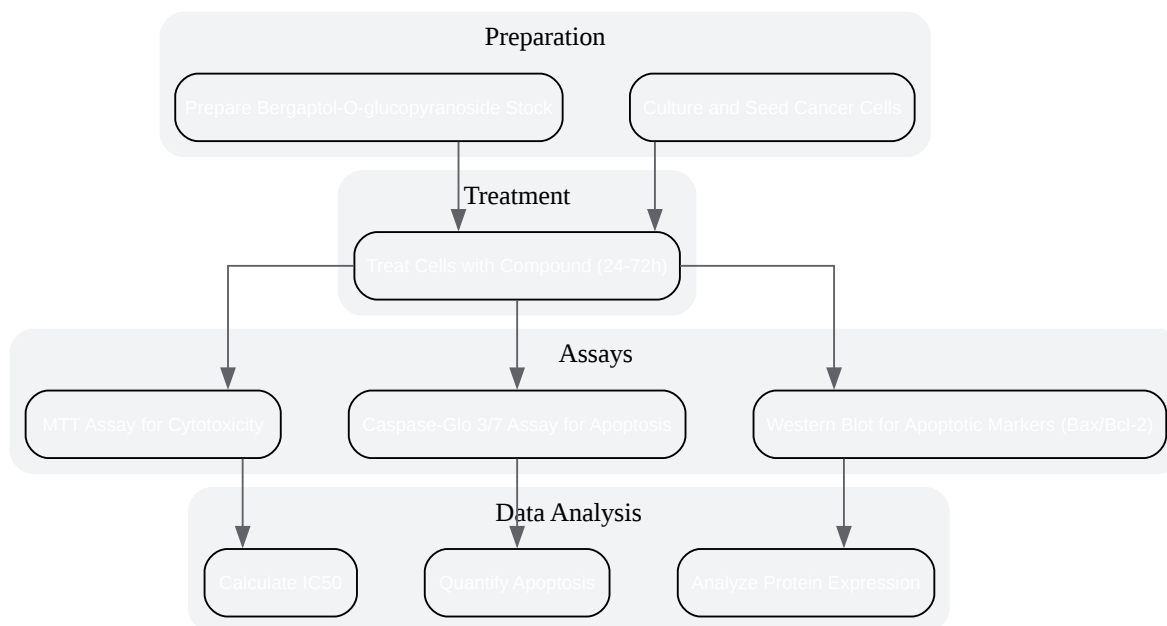 Preparation
Prepare Bergaptol-O-glucopyranoside Stock
Culture and Seed Cancer Cells
Treatment
Treat Cells with Compound (24-72h)
Assays
MTT Assay for Cytotoxicity
Caspase-Glo 3/7 Assay for Apoptosis
Western Blot for Apoptotic Markers (Bax/Bcl-2)
Data Analysis
Calculate IC50
Quantify Apoptosis
Analyze Protein Expression